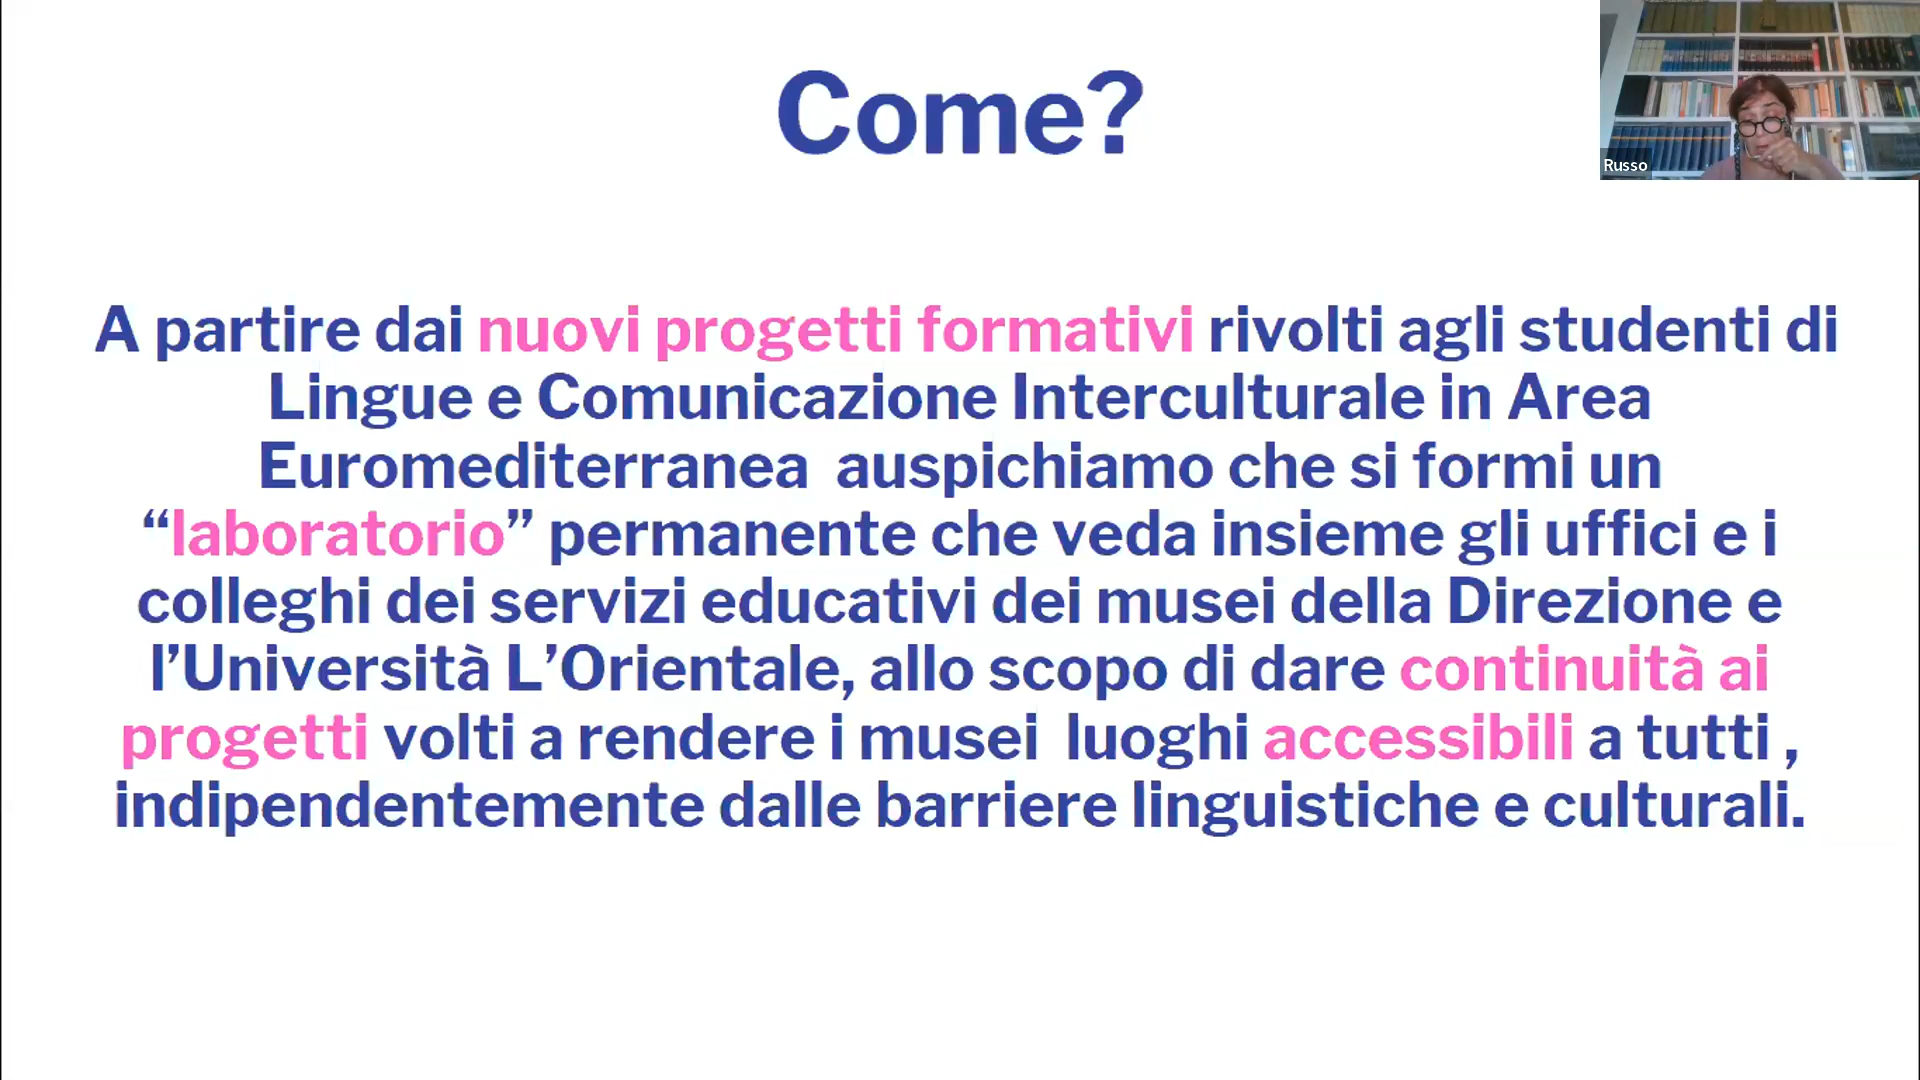 Come?
Russo
A partire dai nuovi progetti formativi rivolti agli studenti di
Lingue e Comunicazione Interculturale in Area
Euromediterranea  auspichiamo che si formi un
“laboratorio” permanente che veda insieme gli uffici e i
colleghi dei servizi educativi dei musei della Direzione e
l’Università L’Orientale, allo scopo di dare continuità ai
progetti volti a rendere i musei  luoghi accessibili a tutti ,
indipendentemente dalle barriere linguistiche e culturali.